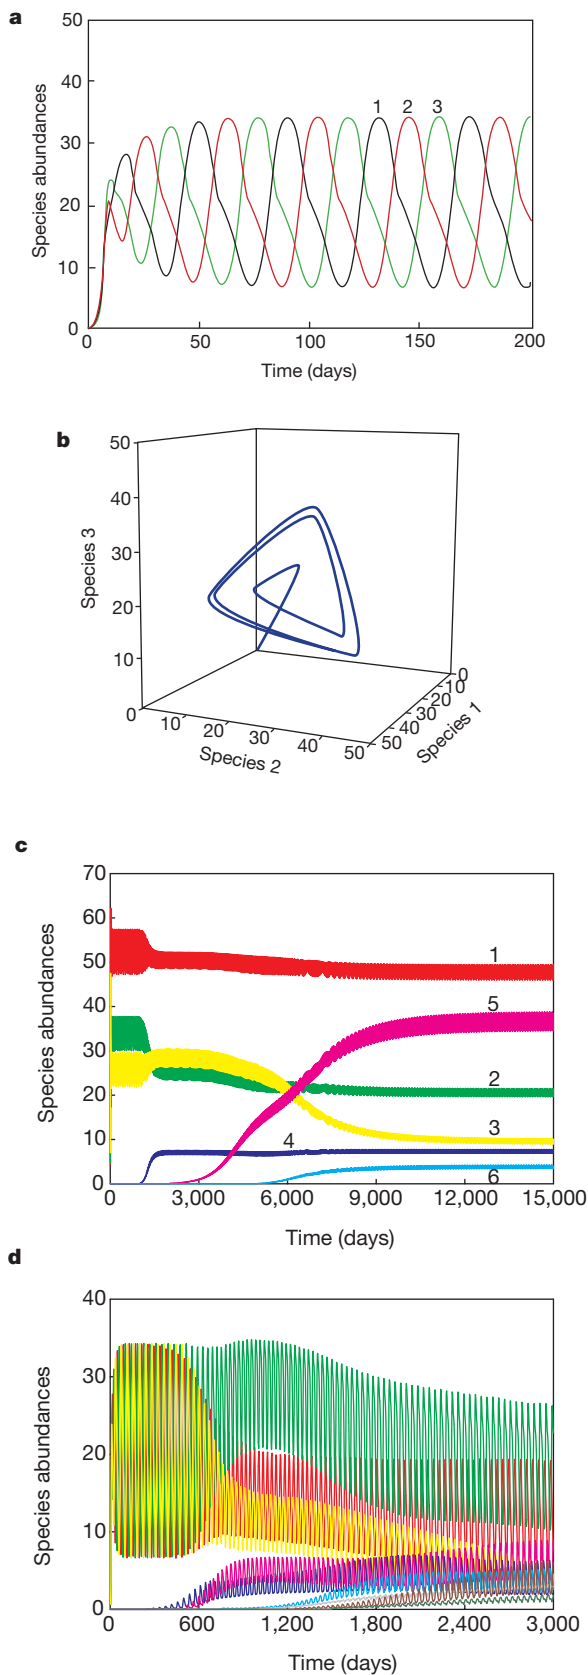 a
50
40
30
20
10
0
Species abundances
1 2 3
0 50 100 150 200
Time (days)
b
50
40
30
20
10
0
Species 3
10 20 30 40 50
Species 2
0
10
20
30
40
50
Species 1
c
70
60
50
40
30
20
10
0
Species abundances
1
5
2
3
4
6
0 3,000 6,000 9,000 12,000 15,000
Time (days)
d
40
30
20
10
0
Species abundances
0 600 1,200 1,800 2,400 3,000
Time (days)